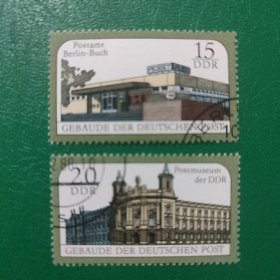 Postamt
Berlin-Buch
15
DDR
GEBÄUDE DER DEUTSCHEN POST
20
DDR
Postmuseum
der DDR
GEBÄUDE DER DEUTSCHEN POST